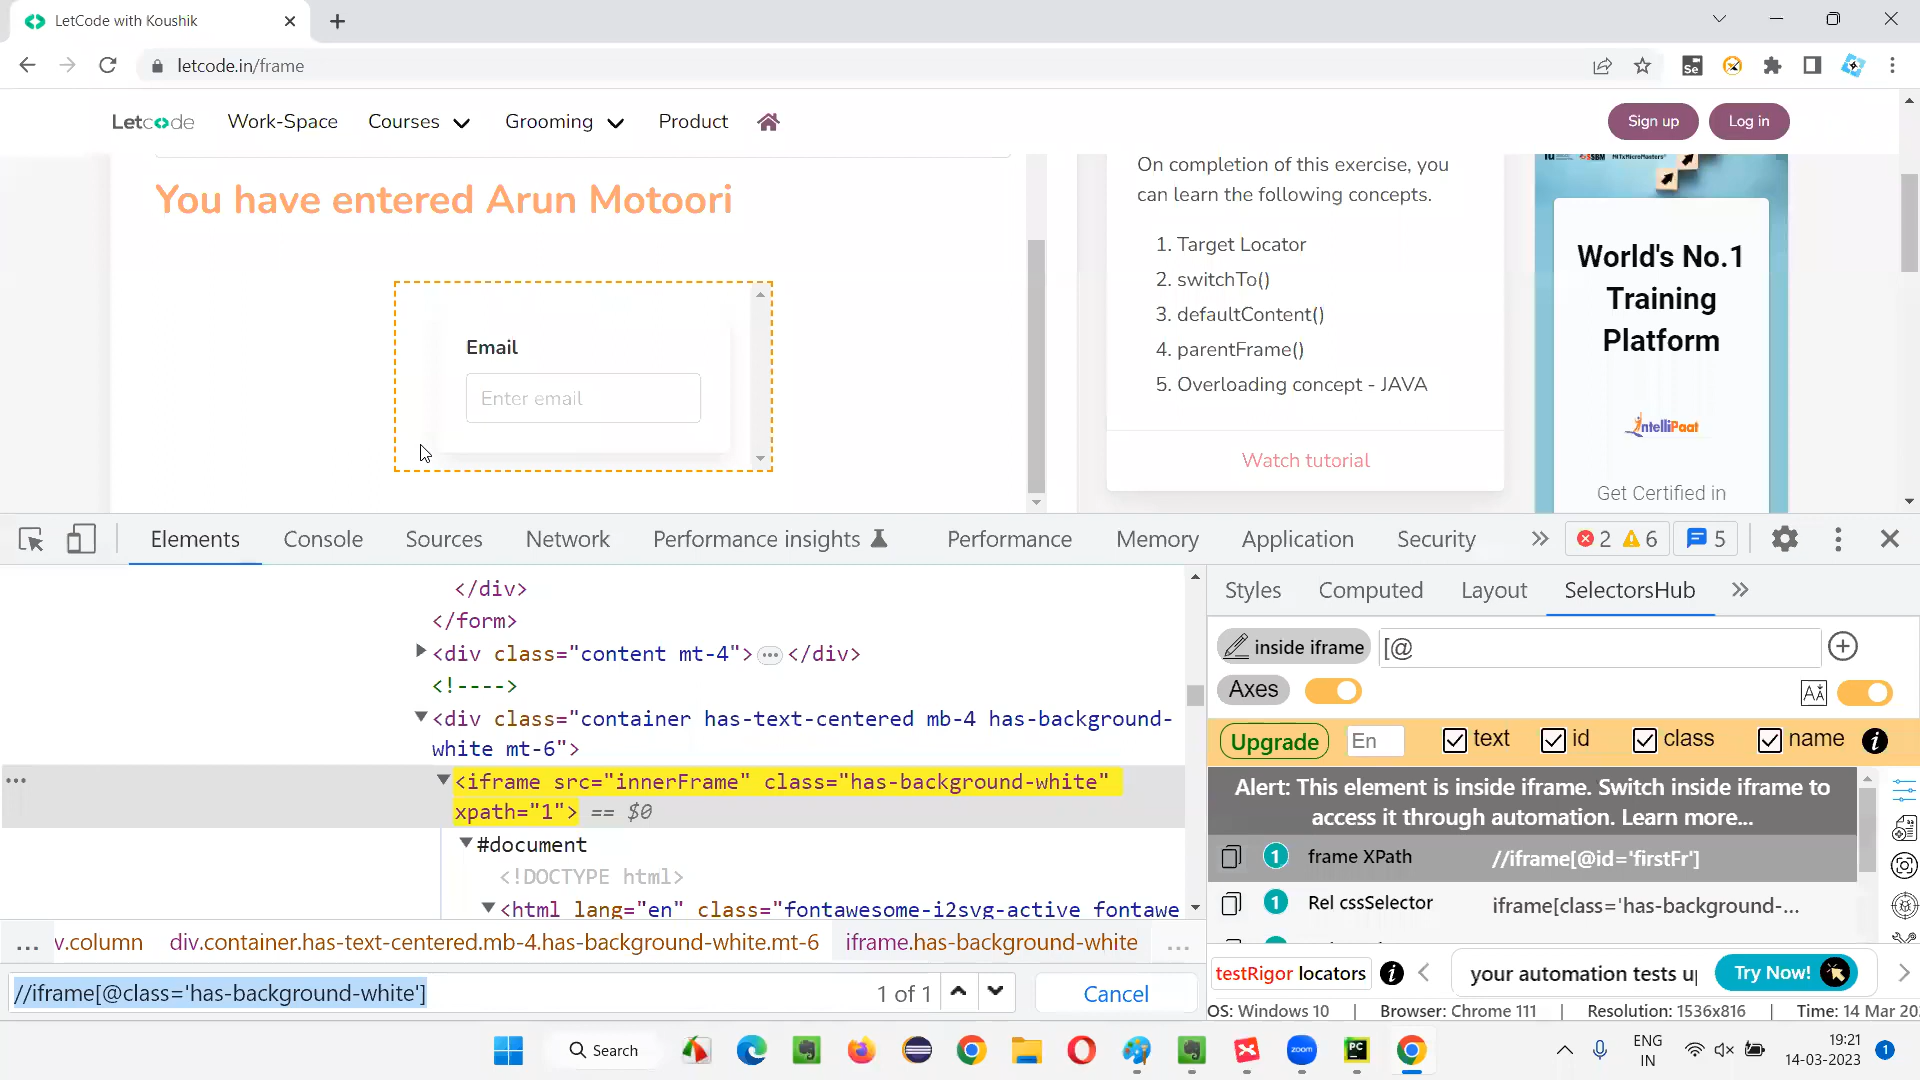 LetCode with Koushik
letcode.in/frame
Letcode
Work-Space
Courses
Grooming
Product
Sign up
Log in
You have entered Arun Motoori
Email
Enter email
On completion of this exercise, you
can learn the following concepts.
1. Target Locator
2. switchTo()
3. defaultContent()
4. parentFrame()
5. Overloading concept - JAVA
Watch tutorial
World's No.1
Training
Platform
IntelliPaat
Get Certified in
Elements
Console
Sources
Network
Performance insights
Performance
Memory
Application
Security
2
6
5
</div>
</form>
<div class="content mt-4"> … </div>
<!---->
<div class="container has-text-centered mb-4 has-background-
white mt-6">
<iframe src="innerFrame" class="has-background-white"
xpath="1"> == $0
#document
<!DOCTYPE html>
<html lang="en" class="fontawesome-i2svg-active fontawe
... v.column div.container.has-text-centered.mb-4.has-background-white.mt-6 iframe.has-background-white ...
//iframe[@class='has-background-white']
1 of 1
Cancel
Styles
Computed
Layout
SelectorsHub
inside iframe
[@
Axes
Upgrade
En
text
id
class
name
Alert: This element is inside iframe. Switch inside iframe to
access it through automation. Learn more...
1 frame XPath //iframe[@id='firstFr']
1 Rel cssSelector iframe[class='has-background-...
testRigor locators
your automation tests u
Try Now!
OS: Windows 10 | Browser: Chrome 111 | Resolution: 1536x816 | Time: 14 Mar 20
Search
zoom
PC
ENG
IN
19:21
14-03-2023
1